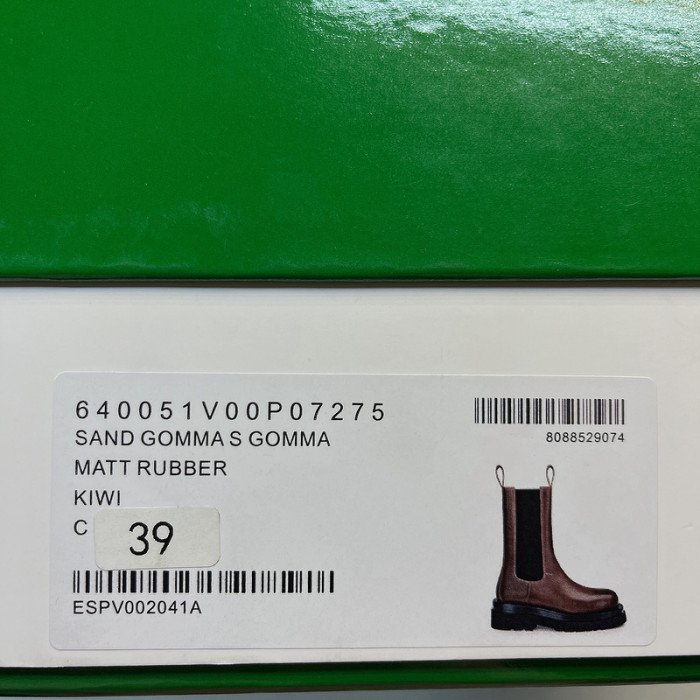 640051V00P07275
SAND GOMMA S GOMMA
MATT RUBBER
KIWI
C 39
ESPV002041A
8088529074